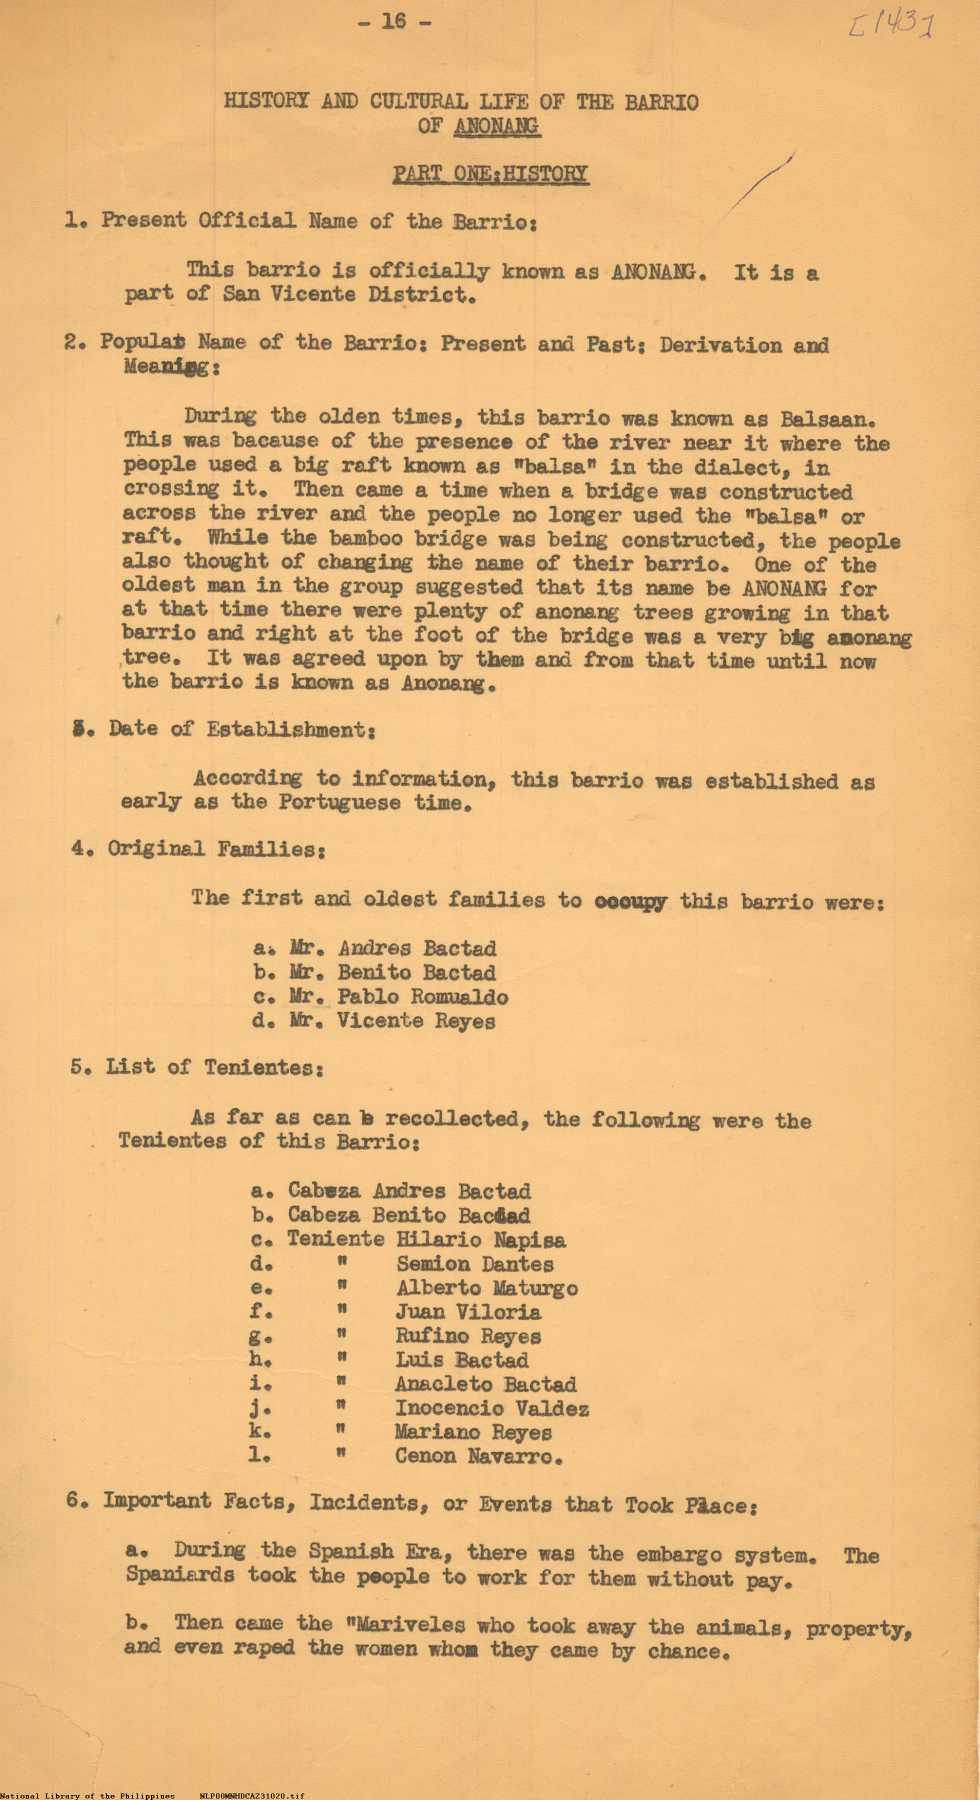 - 16 -
[143]
HISTORY AND CULTURAL LIFE OF THE BARRIO
OF ANONANG
PART ONE:HISTORY
1. Present Official Name of the Barrio:
This barrio is officially known as ANONANG. It is a
part of San Vicente District.
2. Populat Name of the Barrio: Present and Past: Derivation and
Meaning:
During the olden times, this barrio was known as Balsaan.
This was bacause of the presence of the river near it where the
people used a big raft known as "balsa" in the dialect, in
crossing it. Then came a time when a bridge was constructed
across the river and the people no longer used the "balsa" or
raft. While the bamboo bridge was being constructed, the people
also thought of changing the name of their barrio. One of the
oldest man in the group suggested that its name be ANONANG for
at that time there were plenty of anonang trees growing in that
barrio and right at the foot of the bridge was a very big anonang
tree. It was agreed upon by them and from that time until now
the barrio is known as Anonang.
3. Date of Establishment:
According to information, this barrio was established as
early as the Portuguese time.
4. Original Families:
The first and oldest families to occupy this barrio were:
a. Mr. Andres Bactad
b. Mr. Benito Bactad
c. Mr. Pablo Romualdo
d. Mr. Vicente Reyes
5. List of Tenientes:
As far as can b recollected, the following were the
Tenientes of this Barrio:
a. Cabeza Andres Bactad
b. Cabeza Benito Bactad
c. Teniente Hilario Napisa
d. " Semion Dantes
e. " Alberto Maturgo
f. " Juan Viloria
g. " Rufino Reyes
h. " Luis Bactad
i. " Anacleto Bactad
j. " Inocencio Valdez
k. " Mariano Reyes
l. " Cenon Navarro.
6. Important Facts, Incidents, or Events that Took Place:
a. During the Spanish Era, there was the embargo system. The
Spaniards took the people to work for them without pay.
b. Then came the "Mariveles who took away the animals, property,
and even raped the women whom they came by chance.
National Library of the Philippines NLPOOMNHDCAZ31020.tif